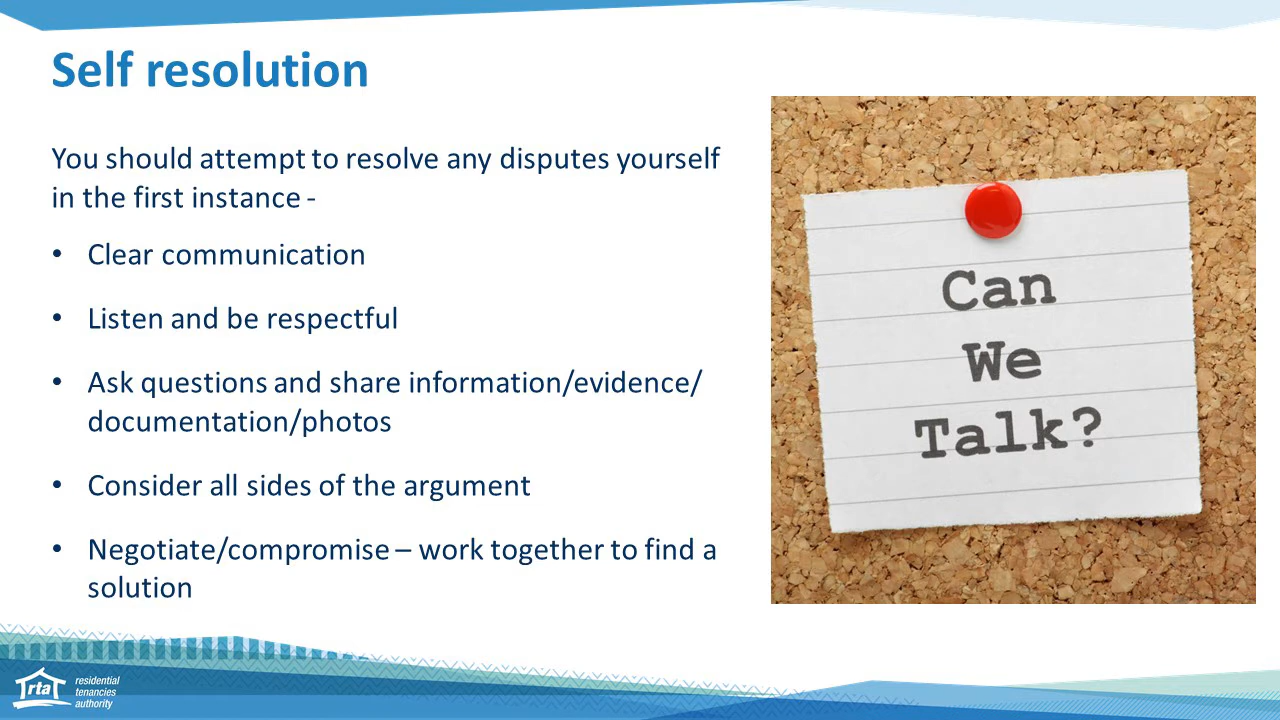 Self resolution
You should attempt to resolve any disputes yourself
in the first instance -
• Clear communication
• Listen and be respectful
• Ask questions and share information/evidence/
documentation/photos
• Consider all sides of the argument
• Negotiate/compromise – work together to find a
solution
Can
We
Talk?
rta
residential
tenancies
authority